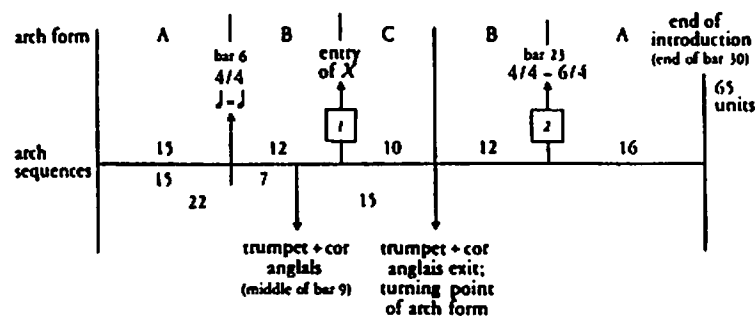 arch form A B C B A
bar 6
4/4
♩ = ♩
entry
of X
bar 23
4/4 – 6/4
end of
introduction
(end of bar 30)
65
units
1
2
arch
sequences
15 12 10 12 16
15 7
22 15
trumpet + cor
anglais
(middle of bar 9)
trumpet + cor
anglais exit;
turning point
of arch form